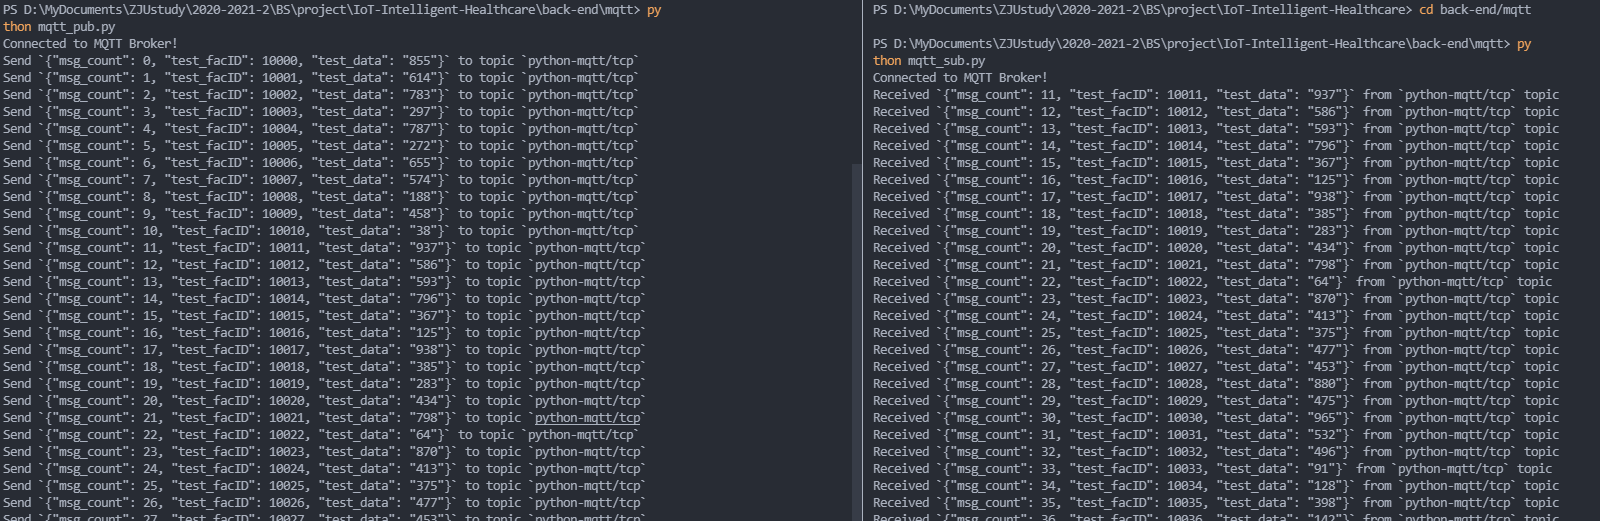 PS D:\MyDocuments\ZJUstudy\2020-2021-2\BS\project\IoT-Intelligent-Healthcare\back-end\mqtt> py
thon mqtt_pub.py
Connected to MQTT Broker!
Send `{"msg_count": 0, "test_facID": 10000, "test_data": "855"}` to topic `python-mqtt/tcp`
Send `{"msg_count": 1, "test_facID": 10001, "test_data": "614"}` to topic `python-mqtt/tcp`
Send `{"msg_count": 2, "test_facID": 10002, "test_data": "783"}` to topic `python-mqtt/tcp`
Send `{"msg_count": 3, "test_facID": 10003, "test_data": "297"}` to topic `python-mqtt/tcp`
Send `{"msg_count": 4, "test_facID": 10004, "test_data": "787"}` to topic `python-mqtt/tcp`
Send `{"msg_count": 5, "test_facID": 10005, "test_data": "272"}` to topic `python-mqtt/tcp`
Send `{"msg_count": 6, "test_facID": 10006, "test_data": "655"}` to topic `python-mqtt/tcp`
Send `{"msg_count": 7, "test_facID": 10007, "test_data": "574"}` to topic `python-mqtt/tcp`
Send `{"msg_count": 8, "test_facID": 10008, "test_data": "188"}` to topic `python-mqtt/tcp`
Send `{"msg_count": 9, "test_facID": 10009, "test_data": "458"}` to topic `python-mqtt/tcp`
Send `{"msg_count": 10, "test_facID": 10010, "test_data": "38"}` to topic `python-mqtt/tcp`
Send `{"msg_count": 11, "test_facID": 10011, "test_data": "937"}` to topic `python-mqtt/tcp`
Send `{"msg_count": 12, "test_facID": 10012, "test_data": "586"}` to topic `python-mqtt/tcp`
Send `{"msg_count": 13, "test_facID": 10013, "test_data": "593"}` to topic `python-mqtt/tcp`
Send `{"msg_count": 14, "test_facID": 10014, "test_data": "796"}` to topic `python-mqtt/tcp`
Send `{"msg_count": 15, "test_facID": 10015, "test_data": "367"}` to topic `python-mqtt/tcp`
Send `{"msg_count": 16, "test_facID": 10016, "test_data": "125"}` to topic `python-mqtt/tcp`
Send `{"msg_count": 17, "test_facID": 10017, "test_data": "938"}` to topic `python-mqtt/tcp`
Send `{"msg_count": 18, "test_facID": 10018, "test_data": "385"}` to topic `python-mqtt/tcp`
Send `{"msg_count": 19, "test_facID": 10019, "test_data": "283"}` to topic `python-mqtt/tcp`
Send `{"msg_count": 20, "test_facID": 10020, "test_data": "434"}` to topic `python-mqtt/tcp`
Send `{"msg_count": 21, "test_facID": 10021, "test_data": "798"}` to topic `python-mqtt/tcp
Send `{"msg_count": 22, "test_facID": 10022, "test_data": "64"}` to topic `python-mqtt/tcp`
Send `{"msg_count": 23, "test_facID": 10023, "test_data": "870"}` to topic `python-mqtt/tcp`
Send `{"msg_count": 24, "test_facID": 10024, "test_data": "413"}` to topic `python-mqtt/tcp`
Send `{"msg_count": 25, "test_facID": 10025, "test_data": "375"}` to topic `python-mqtt/tcp`
Send `{"msg_count": 26, "test_facID": 10026, "test_data": "477"}` to topic `python-mqtt/tcp`
Send `{"msg_count": 27, "test_facID": 10027, "test_data": "453"}` to topic `python-mqtt/tcp`
PS D:\MyDocuments\ZJUstudy\2020-2021-2\BS\project\IoT-Intelligent-Healthcare> cd back-end/mqtt
PS D:\MyDocuments\ZJUstudy\2020-2021-2\BS\project\IoT-Intelligent-Healthcare\back-end\mqtt> py
thon mqtt_sub.py
Connected to MQTT Broker!
Received `{"msg_count": 11, "test_facID": 10011, "test_data": "937"}` from `python-mqtt/tcp` topic
Received `{"msg_count": 12, "test_facID": 10012, "test_data": "586"}` from `python-mqtt/tcp` topic
Received `{"msg_count": 13, "test_facID": 10013, "test_data": "593"}` from `python-mqtt/tcp` topic
Received `{"msg_count": 14, "test_facID": 10014, "test_data": "796"}` from `python-mqtt/tcp` topic
Received `{"msg_count": 15, "test_facID": 10015, "test_data": "367"}` from `python-mqtt/tcp` topic
Received `{"msg_count": 16, "test_facID": 10016, "test_data": "125"}` from `python-mqtt/tcp` topic
Received `{"msg_count": 17, "test_facID": 10017, "test_data": "938"}` from `python-mqtt/tcp` topic
Received `{"msg_count": 18, "test_facID": 10018, "test_data": "385"}` from `python-mqtt/tcp` topic
Received `{"msg_count": 19, "test_facID": 10019, "test_data": "283"}` from `python-mqtt/tcp` topic
Received `{"msg_count": 20, "test_facID": 10020, "test_data": "434"}` from `python-mqtt/tcp` topic
Received `{"msg_count": 21, "test_facID": 10021, "test_data": "798"}` from `python-mqtt/tcp` topic
Received `{"msg_count": 22, "test_facID": 10022, "test_data": "64"}` from `python-mqtt/tcp` topic
Received `{"msg_count": 23, "test_facID": 10023, "test_data": "870"}` from `python-mqtt/tcp` topic
Received `{"msg_count": 24, "test_facID": 10024, "test_data": "413"}` from `python-mqtt/tcp` topic
Received `{"msg_count": 25, "test_facID": 10025, "test_data": "375"}` from `python-mqtt/tcp` topic
Received `{"msg_count": 26, "test_facID": 10026, "test_data": "477"}` from `python-mqtt/tcp` topic
Received `{"msg_count": 27, "test_facID": 10027, "test_data": "453"}` from `python-mqtt/tcp` topic
Received `{"msg_count": 28, "test_facID": 10028, "test_data": "880"}` from `python-mqtt/tcp` topic
Received `{"msg_count": 29, "test_facID": 10029, "test_data": "475"}` from `python-mqtt/tcp` topic
Received `{"msg_count": 30, "test_facID": 10030, "test_data": "965"}` from `python-mqtt/tcp` topic
Received `{"msg_count": 31, "test_facID": 10031, "test_data": "532"}` from `python-mqtt/tcp` topic
Received `{"msg_count": 32, "test_facID": 10032, "test_data": "496"}` from `python-mqtt/tcp` topic
Received `{"msg_count": 33, "test_facID": 10033, "test_data": "91"}` from `python-mqtt/tcp` topic
Received `{"msg_count": 34, "test_facID": 10034, "test_data": "128"}` from `python-mqtt/tcp` topic
Received `{"msg_count": 35, "test_facID": 10035, "test_data": "398"}` from `python-mqtt/tcp` topic
Received `{"msg_count": 36, "test_facID": 10036, "test_data": "142"}` from `python-mqtt/tcp` topic